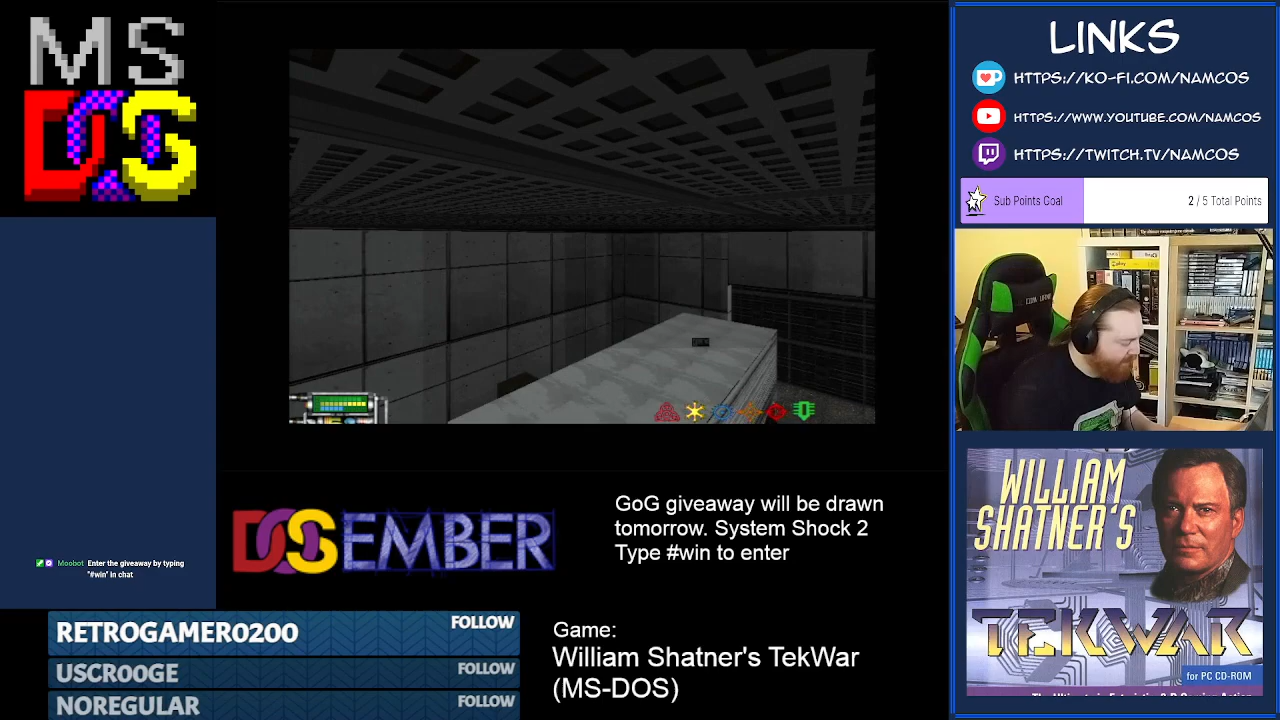 MS
DOS
LINKS
HTTPS://KO-FI.COM/NAMCOS
HTTPS://WWW.YOUTUBE.COM/NAMCOS
HTTPS://TWITCH.TV/NAMCOS
Sub Points Goal
2 / 5 Total Points
DOSEMBER
GoG giveaway will be drawn
tomorrow. System Shock 2
Type #win to enter
Moobot Enter the giveaway by typing
"#win" in chat
RETROGAMER0200 FOLLOW
USCROOGE FOLLOW
NOREGULAR FOLLOW
Game:
William Shatner's TekWar
(MS-DOS)
WILLIAM
SHATNER'S
TEKWAR
for PC CD-ROM